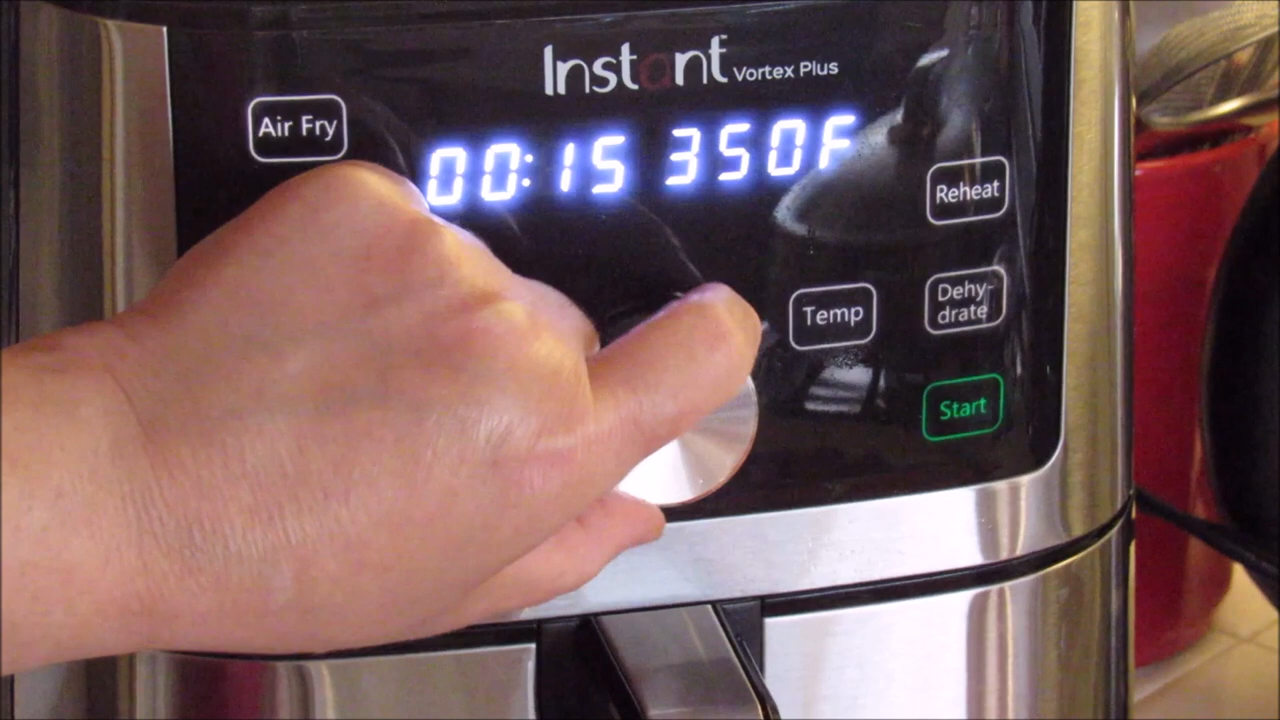 Instant Vortex Plus
Air Fry
00:15 350F
Reheat
Temp
Dehy-
drate
Start